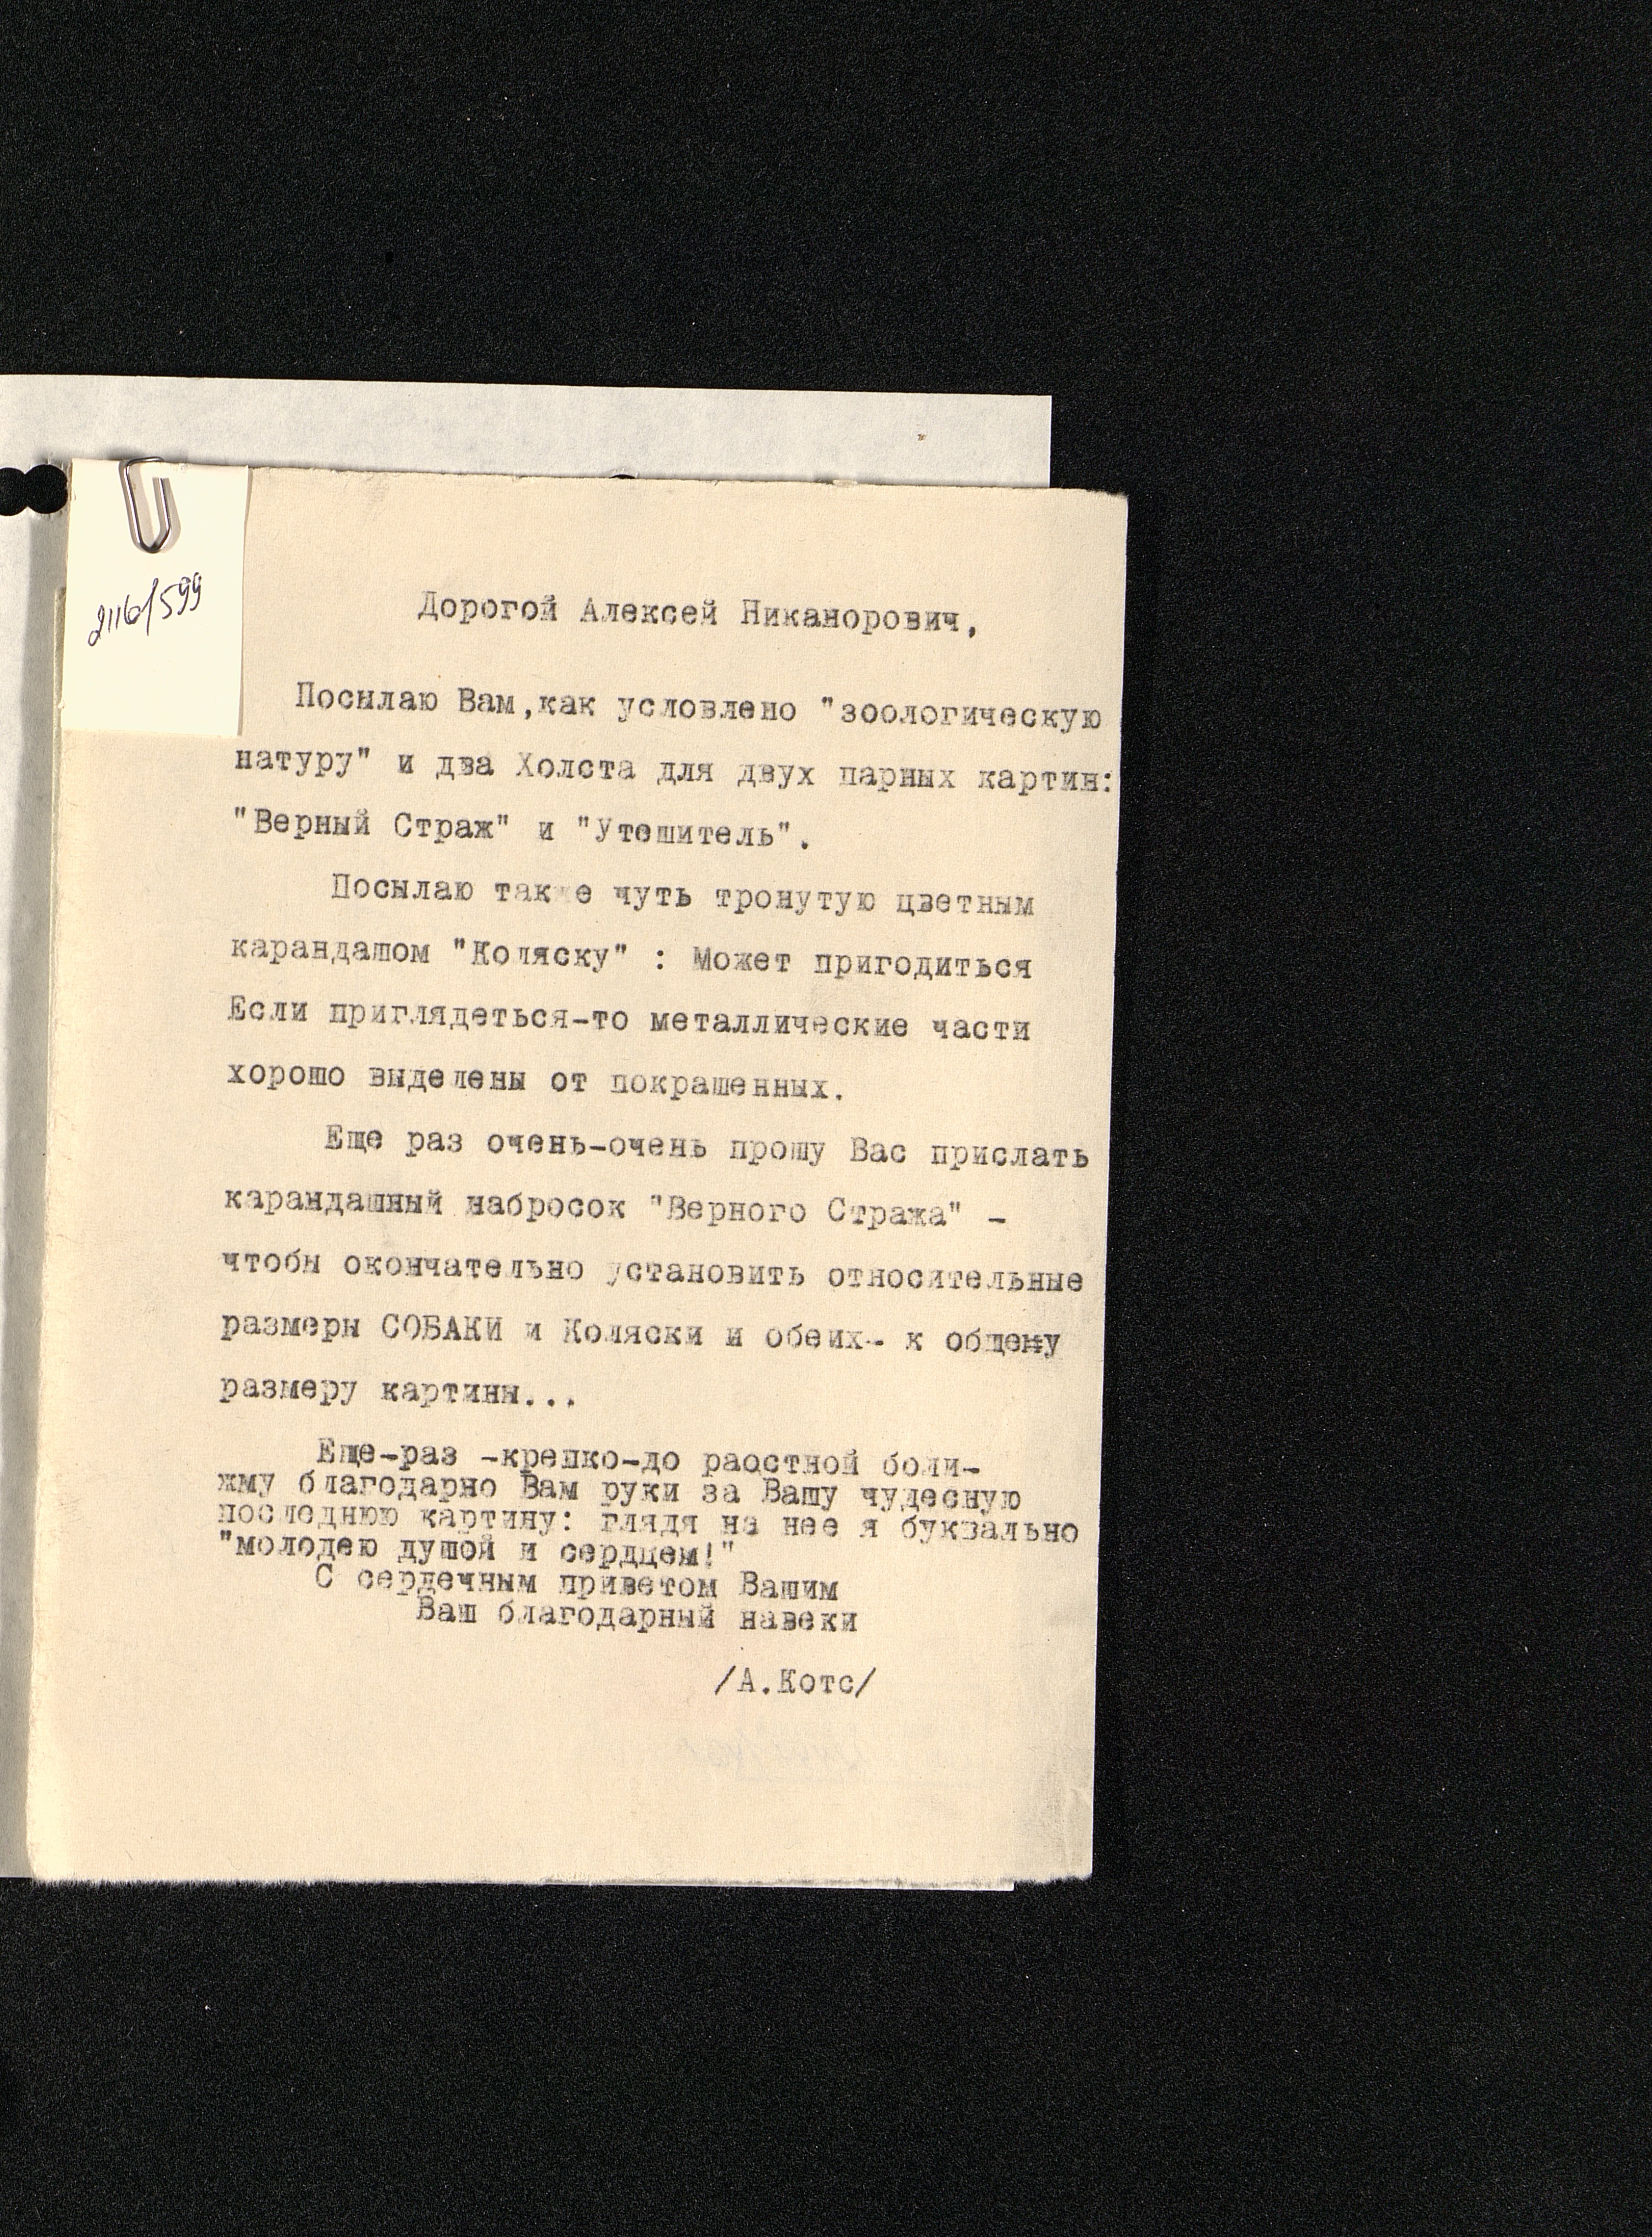 2116/599
Дорогой Алексей Никанорович,
Посылаю Вам,как условлено "зоологическую
натуру" и два Холста для двух парных картин:
"Верный Страж" и "Утешитель".
Посылаю также чуть тронутую цветным
карандашом "Коляску" : Может пригодиться
Если приглядеться-то металлические части
хорошо выделены от покрашенных.
Еще раз очень-очень прошу Вас прислать
карандашный набросок "Верного Стража" -
чтобы окончательно установить относительные
размеры СОБАКИ и Коляски и обеих-- к общему
размеру картины...
Еще-раз -крепко-до раостной боли-
жму благодарно Вам руки за Вашу чудесную
последнюю картину: глядя на нее я буквально
"молодею душой и сердцем!"
С сердечным приветом Вашим
Ваш благодарный навеки
/А.Котс/